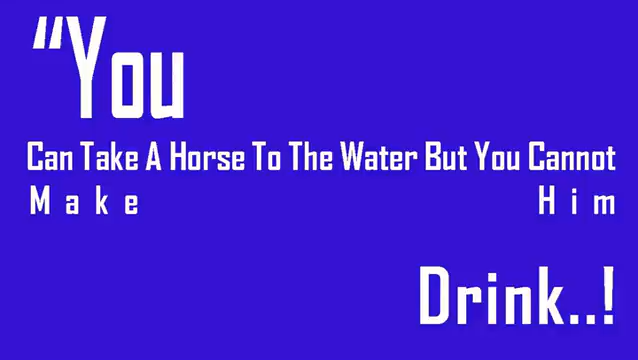 “You
Can Take A Horse To The Water But You Cannot
Make Him
Drink..!